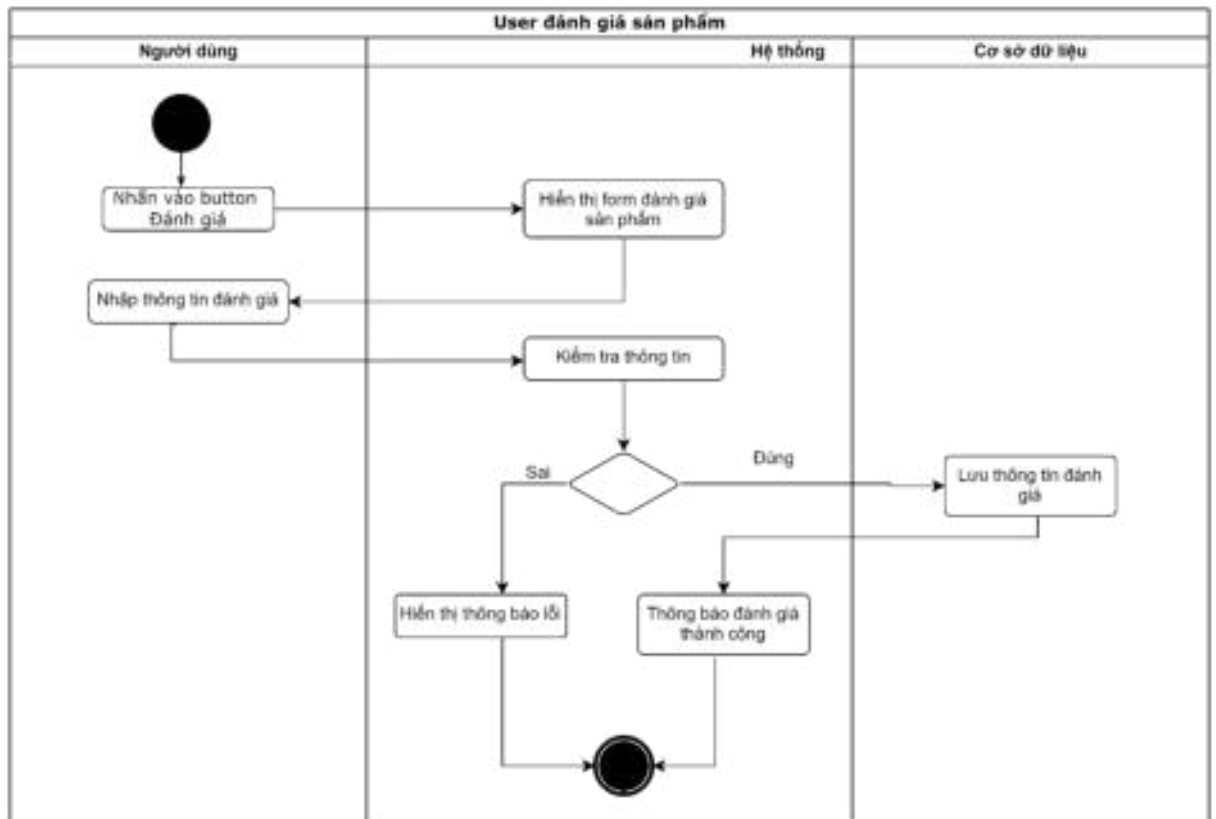 User đánh giá sản phẩm
Người dùng
Hệ thống
Cơ sở dữ liệu
Nhấn vào button
Đánh giá
Hiển thị form đánh giá
sản phẩm
Nhập thông tin đánh giá
Kiểm tra thông tin
Sai
Đúng
Lưu thông tin đánh
giá
Hiển thị thông báo lỗi
Thông báo đánh giá
thành công